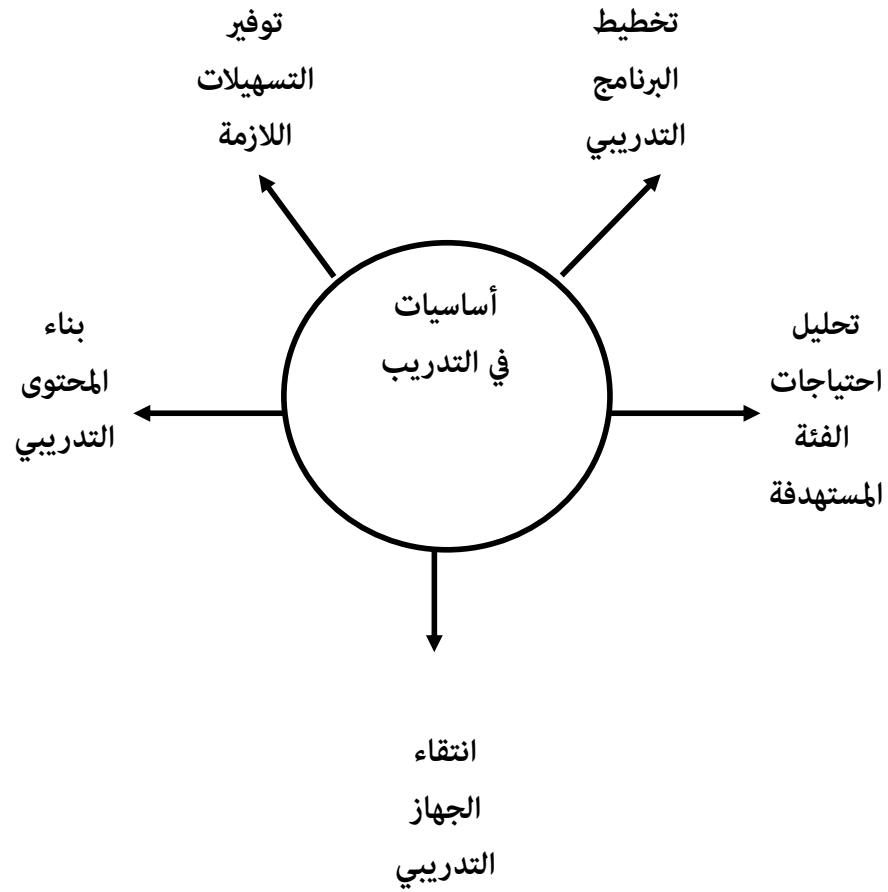 تخطيط
البرنامج
التدريبي
توفير
التسهيلات
اللازمة
أساسيات
في التدريب
تحليل
احتياجات
الفئة
المستهدفة
بناء
المحتوى
التدريبي
انتقاء
الجهاز
التدريبي